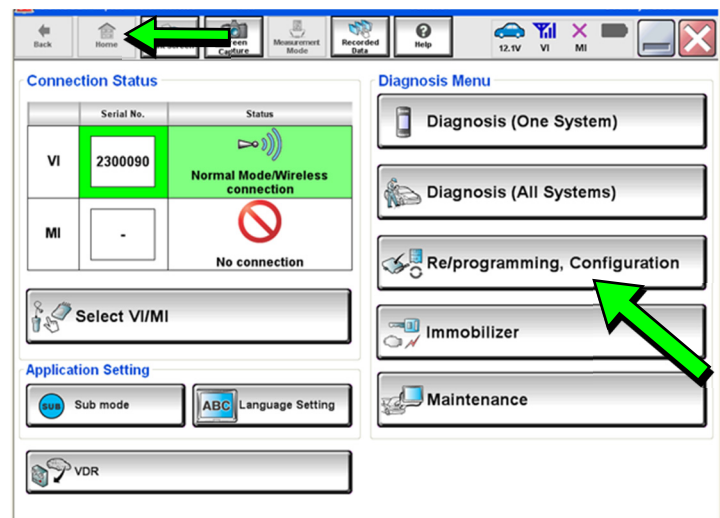 Back
Home
Screen
Capture
Measurement
Mode
Recorded
Data
Help
12.1V
VI
MI
Connection Status
Serial No.
Status
VI
2300090
Normal Mode/Wireless
connection
MI
-
No connection
Select VI/MI
Application Setting
SUB
Sub mode
ABC
Language Setting
VDR
Diagnosis Menu
Diagnosis (One System)
Diagnosis (All Systems)
Re/programming, Configuration
Immobilizer
Maintenance